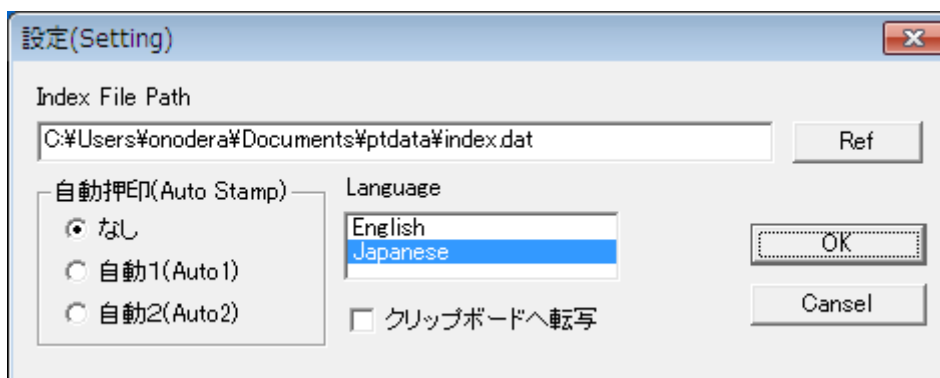 設定(Setting)
Index File Path
C:¥Users¥onodera¥Documents¥ptdata¥index.dat
Ref
自動押印(Auto Stamp)
なし
自動1(Auto1)
自動2(Auto2)
Language
English
Japanese
クリップボードへ転写
OK
Cansel